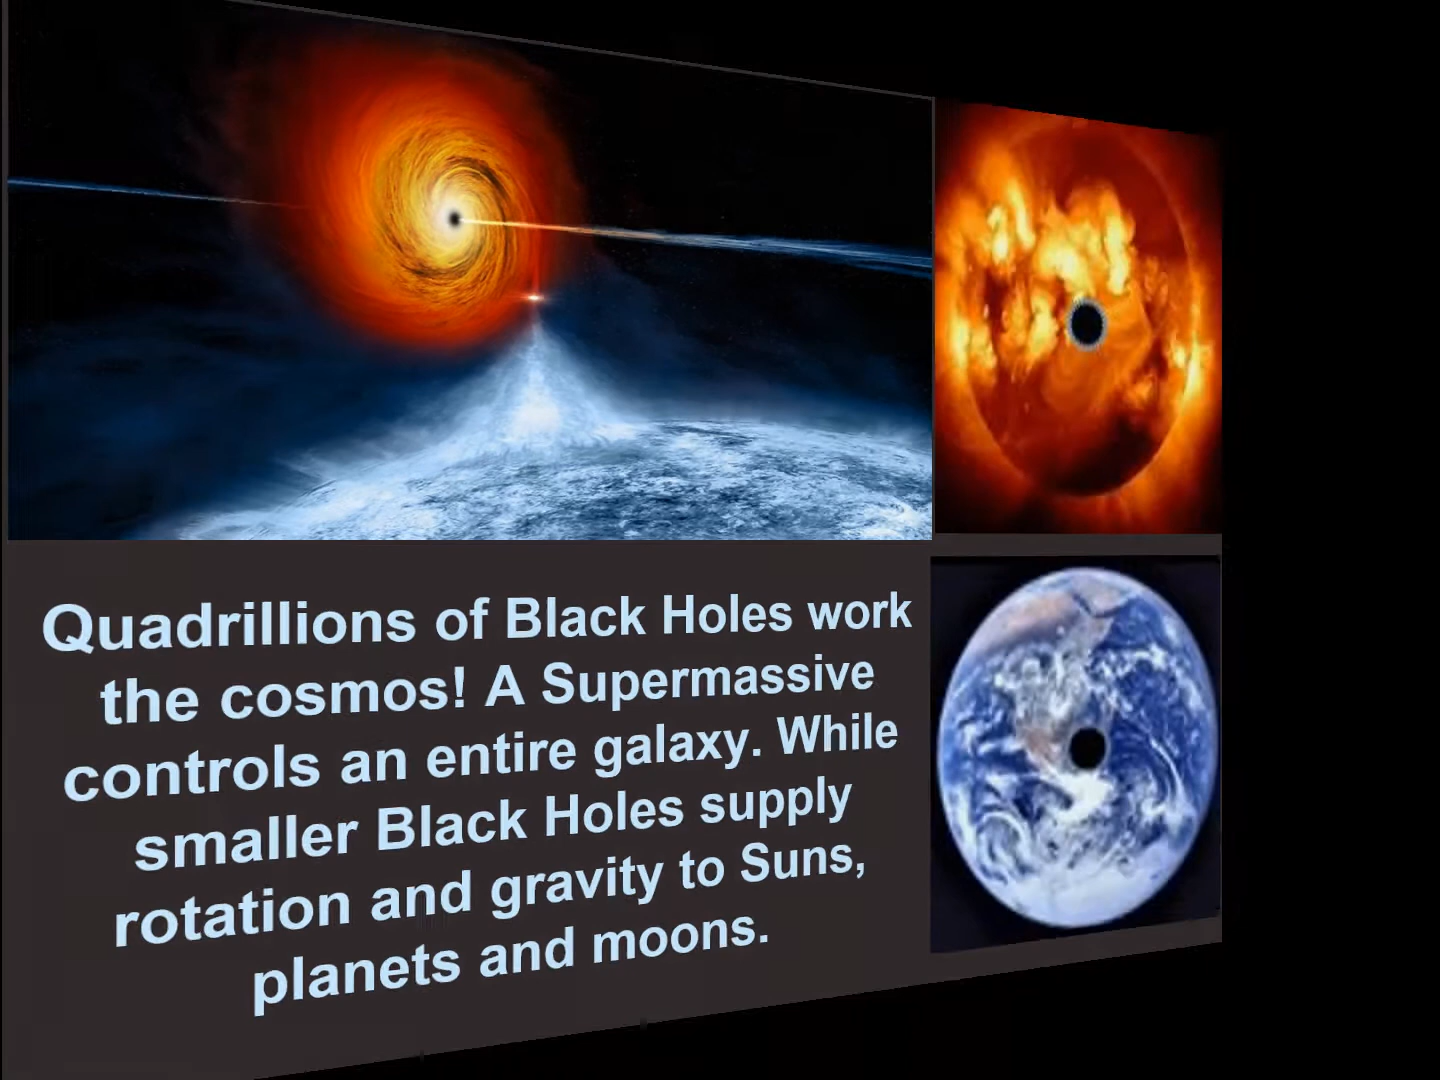 Quadrillions of Black Holes work
the cosmos! A Supermassive
controls an entire galaxy. While
smaller Black Holes supply
rotation and gravity to Suns,
planets and moons.